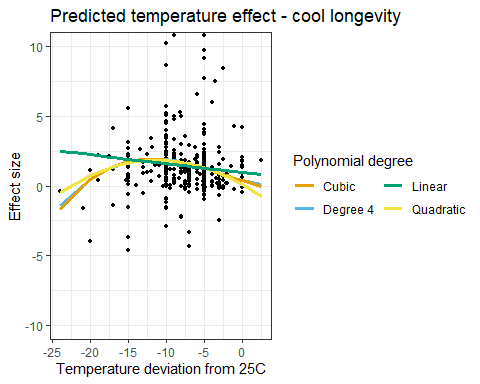 Predicted temperature effect - cool longevity
10
5
0
-5
-10
Effect size
-25 -20 -15 -10 -5 0
Temperature deviation from 25C
Polynomial degree
Cubic Linear
Degree 4 Quadratic